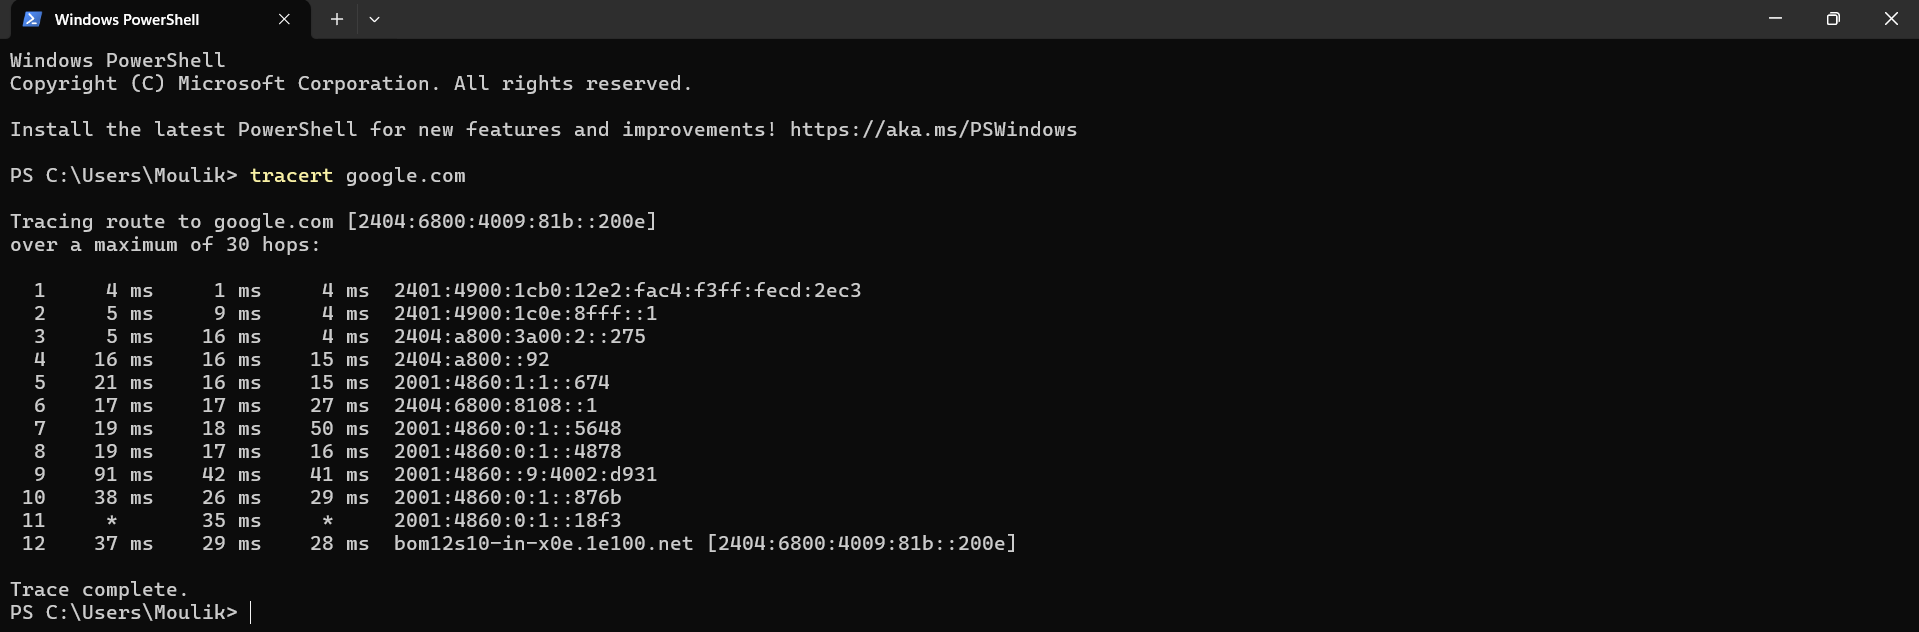 Windows PowerShell
Windows PowerShell
Copyright (C) Microsoft Corporation. All rights reserved.
Install the latest PowerShell for new features and improvements! https://aka.ms/PSWindows
PS C:\Users\Moulik> tracert google.com
Tracing route to google.com [2404:6800:4009:81b::200e]
over a maximum of 30 hops:
1 4 ms 1 ms 4 ms 2401:4900:1cb0:12e2:fac4:f3ff:fecd:2ec3
2 5 ms 9 ms 4 ms 2401:4900:1c0e:8fff::1
3 5 ms 16 ms 4 ms 2404:a800:3a00:2::275
4 16 ms 16 ms 15 ms 2404:a800::92
5 21 ms 16 ms 15 ms 2001:4860:1:1::674
6 17 ms 17 ms 27 ms 2404:6800:8108::1
7 19 ms 18 ms 50 ms 2001:4860:0:1::5648
8 19 ms 17 ms 16 ms 2001:4860:0:1::4878
9 91 ms 42 ms 41 ms 2001:4860::9:4002:d931
10 38 ms 26 ms 29 ms 2001:4860:0:1::876b
11 * 35 ms * 2001:4860:0:1::18f3
12 37 ms 29 ms 28 ms bom12s10-in-x0e.1e100.net [2404:6800:4009:81b::200e]
Trace complete.
PS C:\Users\Moulik>